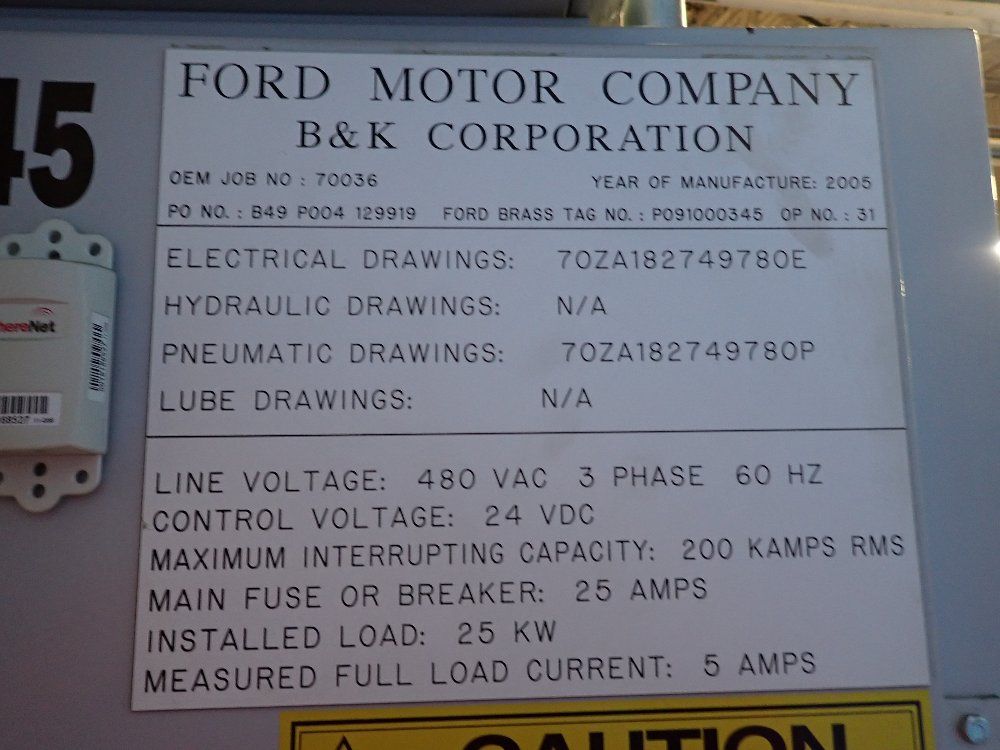 45
FORD MOTOR COMPANY
B&K CORPORATION
OEM JOB NO : 70036 YEAR OF MANUFACTURE: 2005
PO NO. : B49 P004 129919 FORD BRASS TAG NO. : P091000345 OP NO. : 31
ELECTRICAL DRAWINGS: 70ZA182749780E
HYDRAULIC DRAWINGS: N/A
PNEUMATIC DRAWINGS: 70ZA182749780P
LUBE DRAWINGS: N/A
LINE VOLTAGE: 480 VAC 3 PHASE 60 HZ
CONTROL VOLTAGE: 24 VDC
MAXIMUM INTERRUPTING CAPACITY: 200 KAMPS RMS
MAIN FUSE OR BREAKER: 25 AMPS
INSTALLED LOAD: 25 KW
MEASURED FULL LOAD CURRENT: 5 AMPS
hereNet
CAUTION